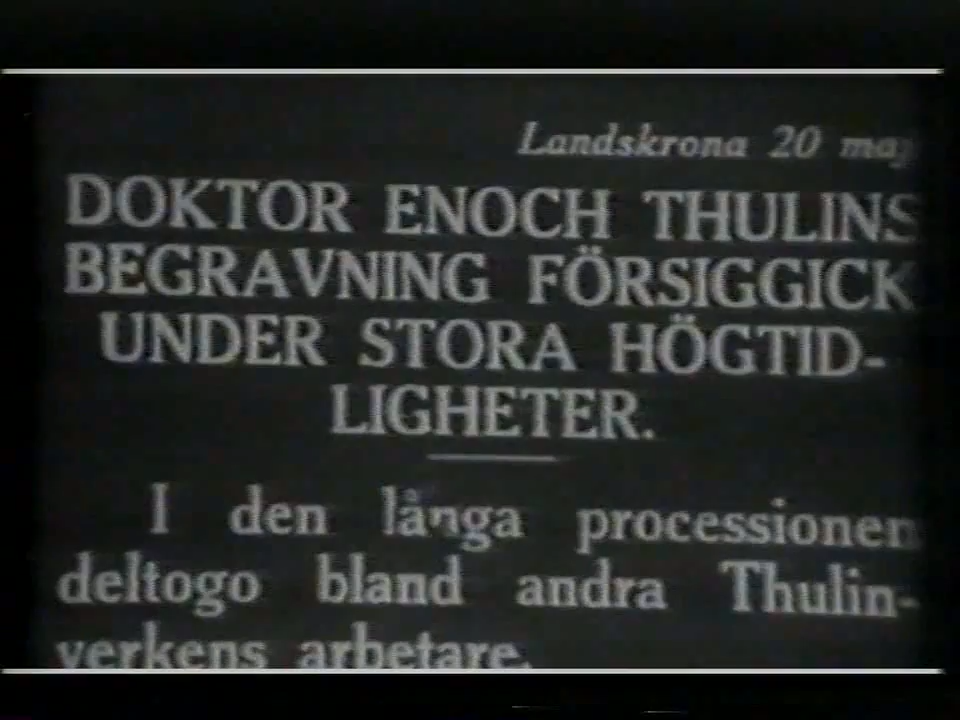 Landskrona 20 maj
DOKTOR ENOCH THULINS
BEGRAVNING FÖRSIGGICK
UNDER STORA HÖGTID-
LIGHETER.
I den långa processionen
deltogo bland andra Thulin-
verkens arbetare.